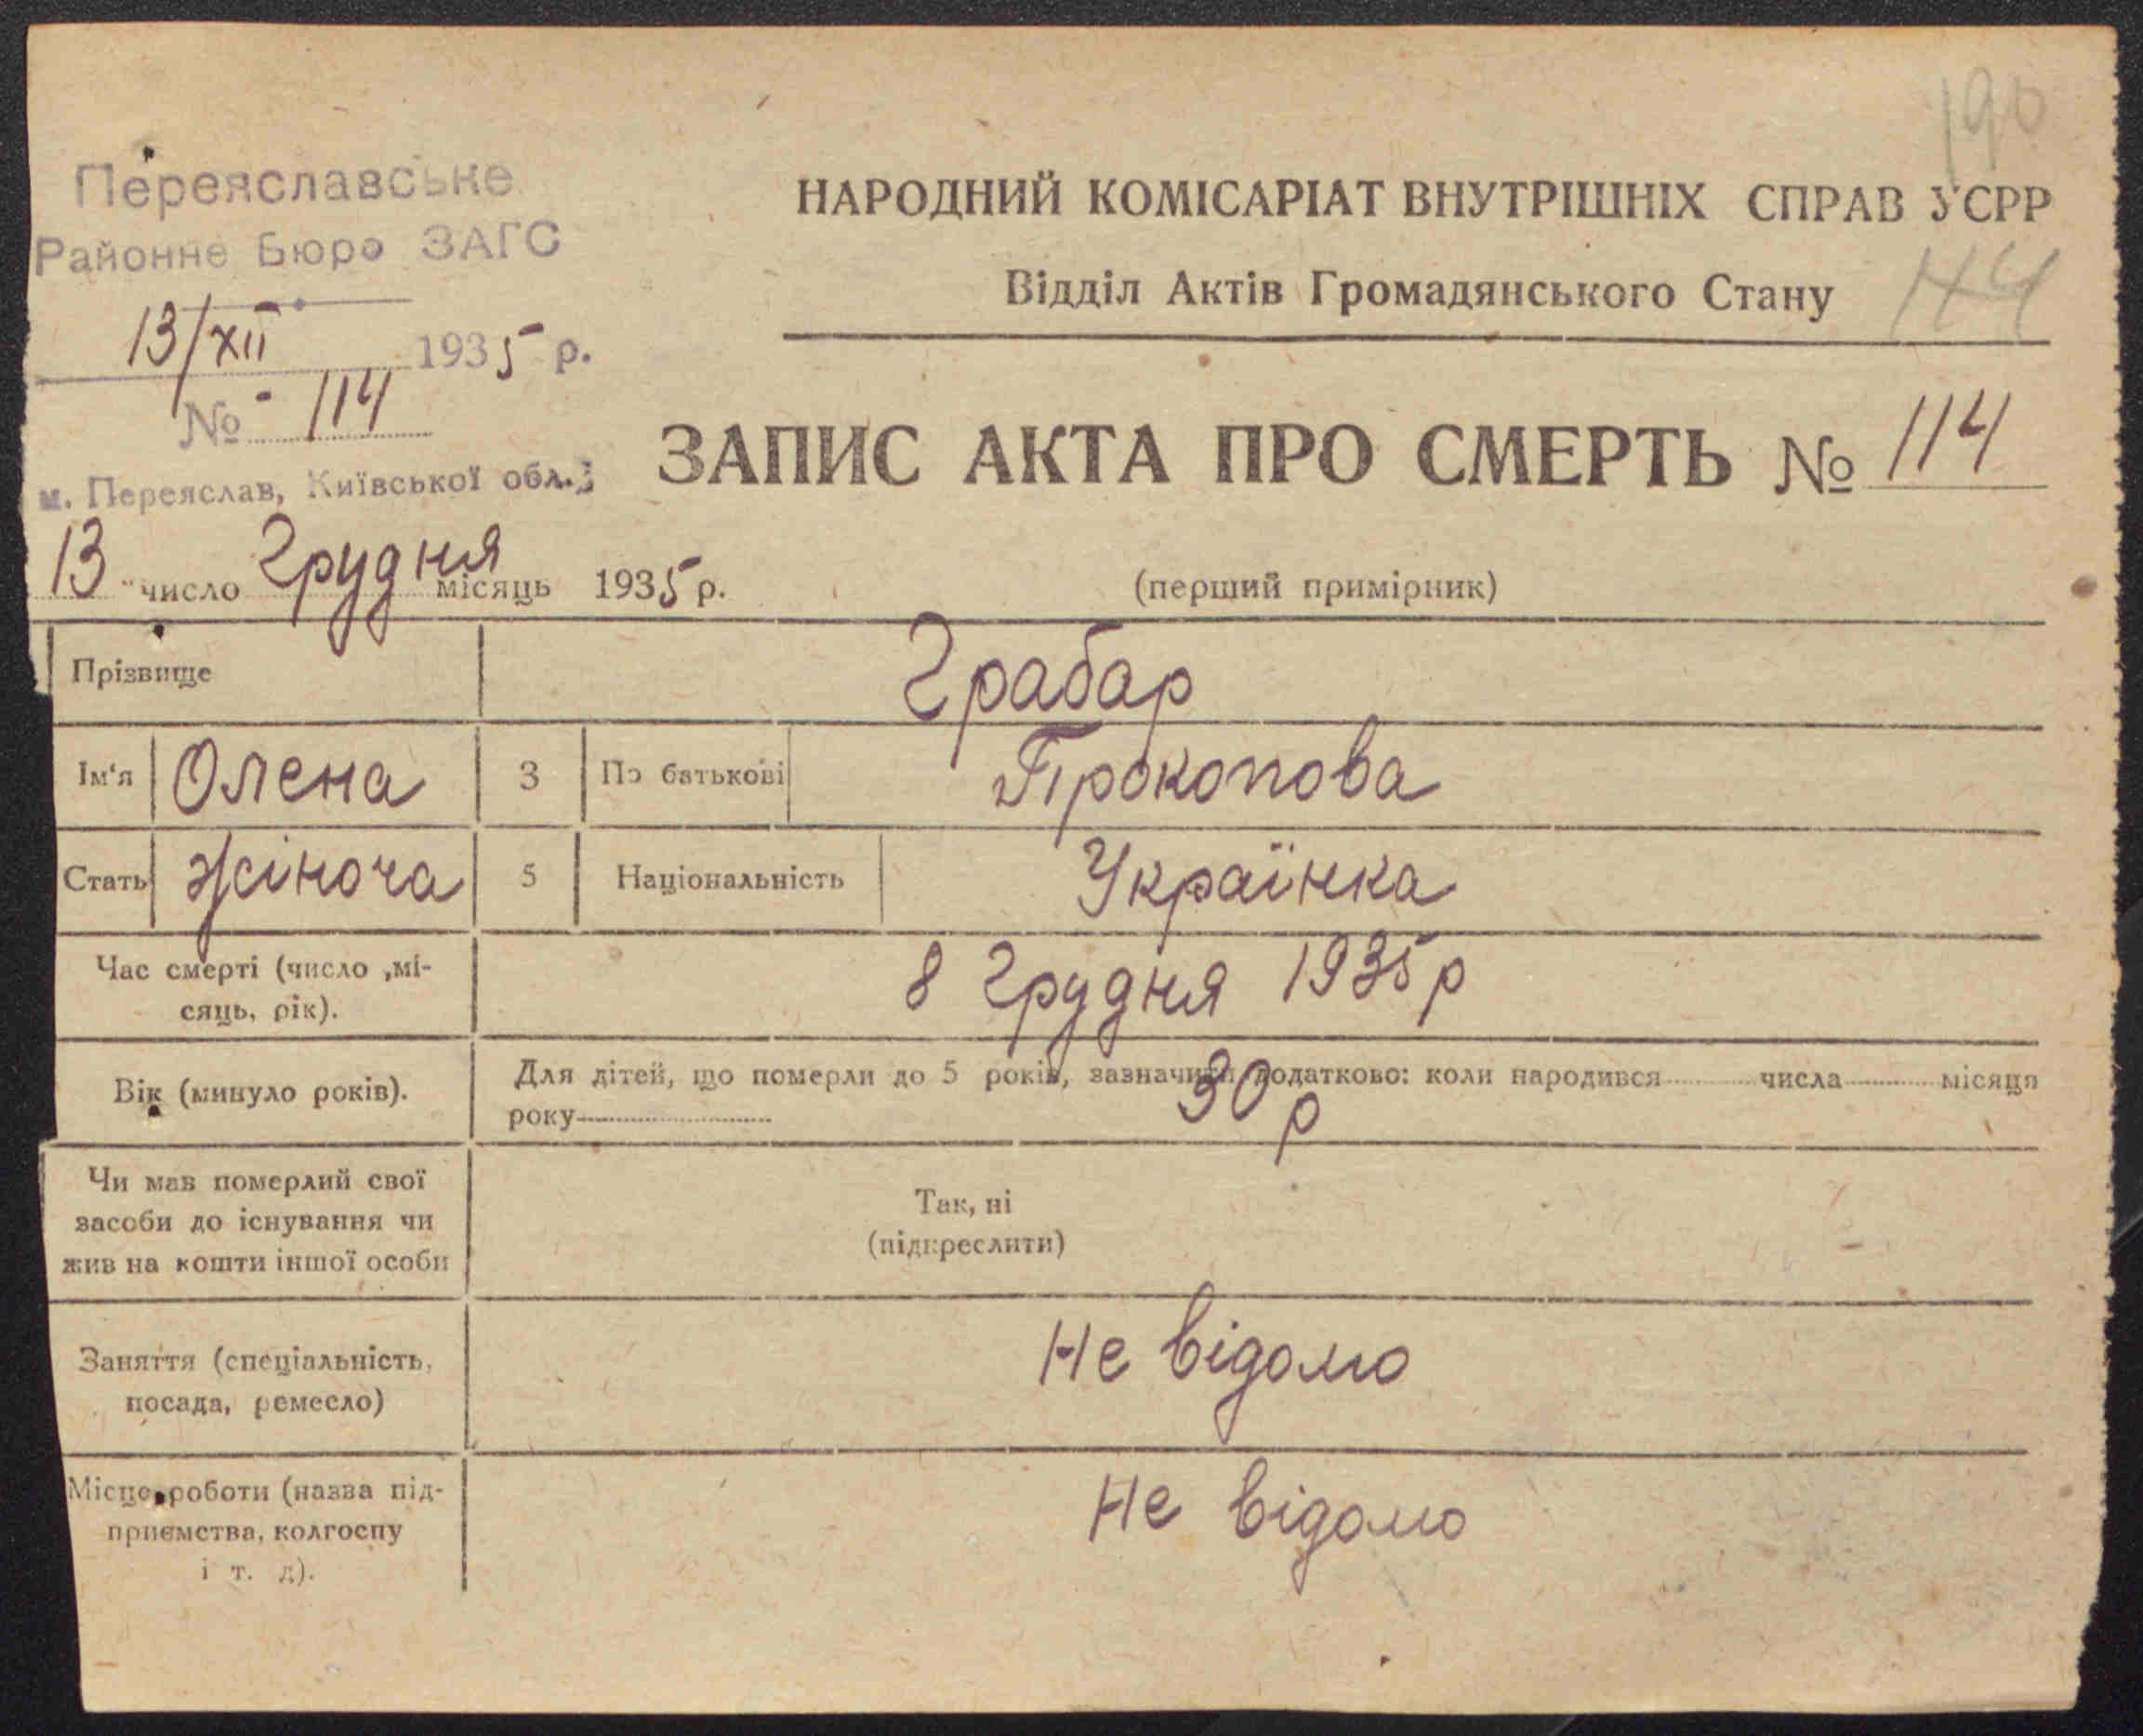 190
Переяславське
Районне Бюро ЗАГС
13/XII 1935 р.
№ 114
м. Переяслав, Київської обл.
НАРОДНИЙ КОМІСАРІАТ ВНУТРІШНІХ СПРАВ УСРР
Відділ Актів Громадянського Стану
ЗАПИС АКТА ПРО СМЕРТЬ № 114
13 " число Грудня місяць 1935 р.
(перший примірник)
Прізвище Грабар
Ім'я Олена 3 По батькові Прокопова
Стать жіноча 5 Національність Українка
Час смерті (число ,мі-
сяць, рік).
8 Грудня 1935 р
Вік (минуло років).
Для дітей, що померли до 5 років, зазначити додатково: коли народився числа місяця
року
30 р
Чи мав померлий свої
засоби до існування чи
жив на кошти іншої особи
Так, ні
(підкреслити)
Заняття (спеціальність,
посада, ремесло)
Не відомо
Місце роботи (назва під-
приємства, колгоспу
і т. д).
Не відомо